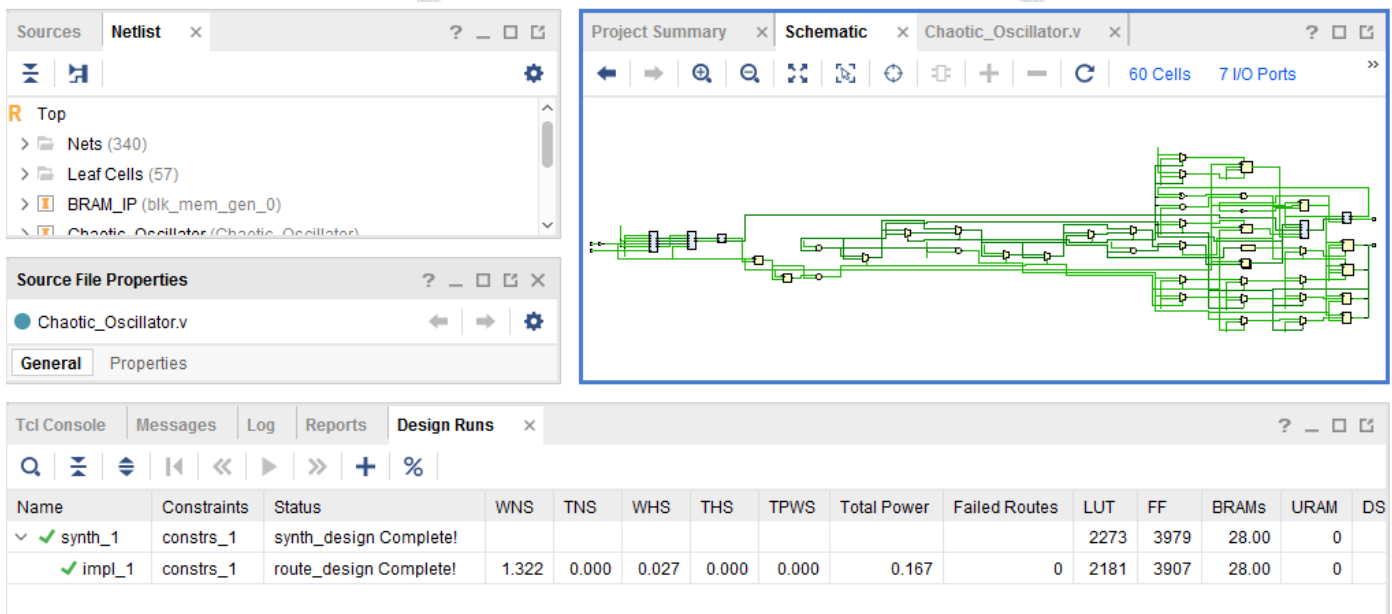 Sources Netlist ×
? _
Top
Nets (340)
Leaf Cells (57)
BRAM_IP (blk_mem_gen_0)
Chaotic_Oscillator (Chaotic_Oscillator)
Source File Properties
? _ ×
Chaotic_Oscillator.v
General Properties
Project Summary × Schematic × Chaotic_Oscillator.v ×
?
60 Cells 7 I/O Ports »
Tcl Console Messages Log Reports Design Runs ×
? _
%
Name Constraints Status WNS TNS WHS THS TPWS Total Power Failed Routes LUT FF BRAMs URAM DS
synth_1 constrs_1 synth_design Complete! 2273 3979 28.00 0
impl_1 constrs_1 route_design Complete! 1.322 0.000 0.027 0.000 0.000 0.167 0 2181 3907 28.00 0